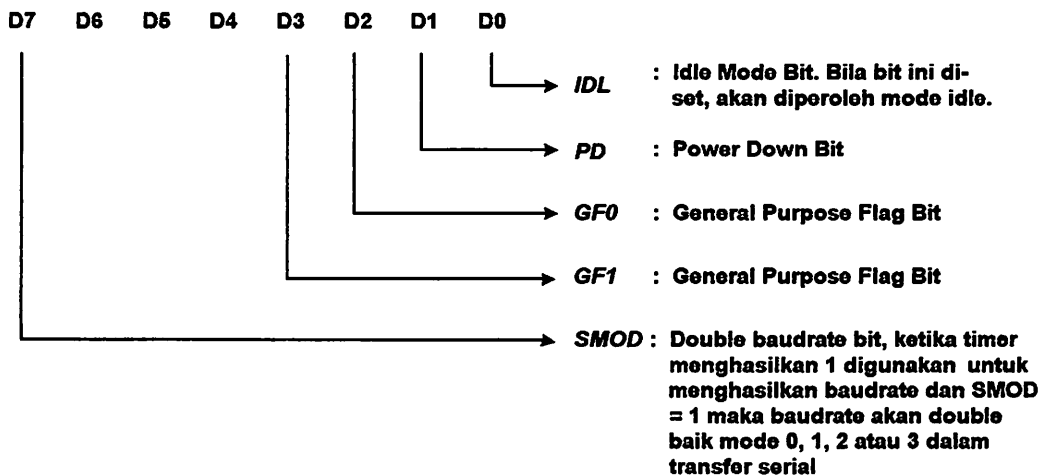 D7 D6 D5 D4 D3 D2 D1 D0
IDL : Idle Mode Bit. Bila bit ini di-
set, akan diperoleh mode idle.
PD : Power Down Bit
GF0 : General Purpose Flag Bit
GF1 : General Purpose Flag Bit
SMOD : Double baudrate bit, ketika timer
menghasilkan 1 digunakan untuk
menghasilkan baudrate dan SMOD
= 1 maka baudrate akan double
baik mode 0, 1, 2 atau 3 dalam
transfer serial